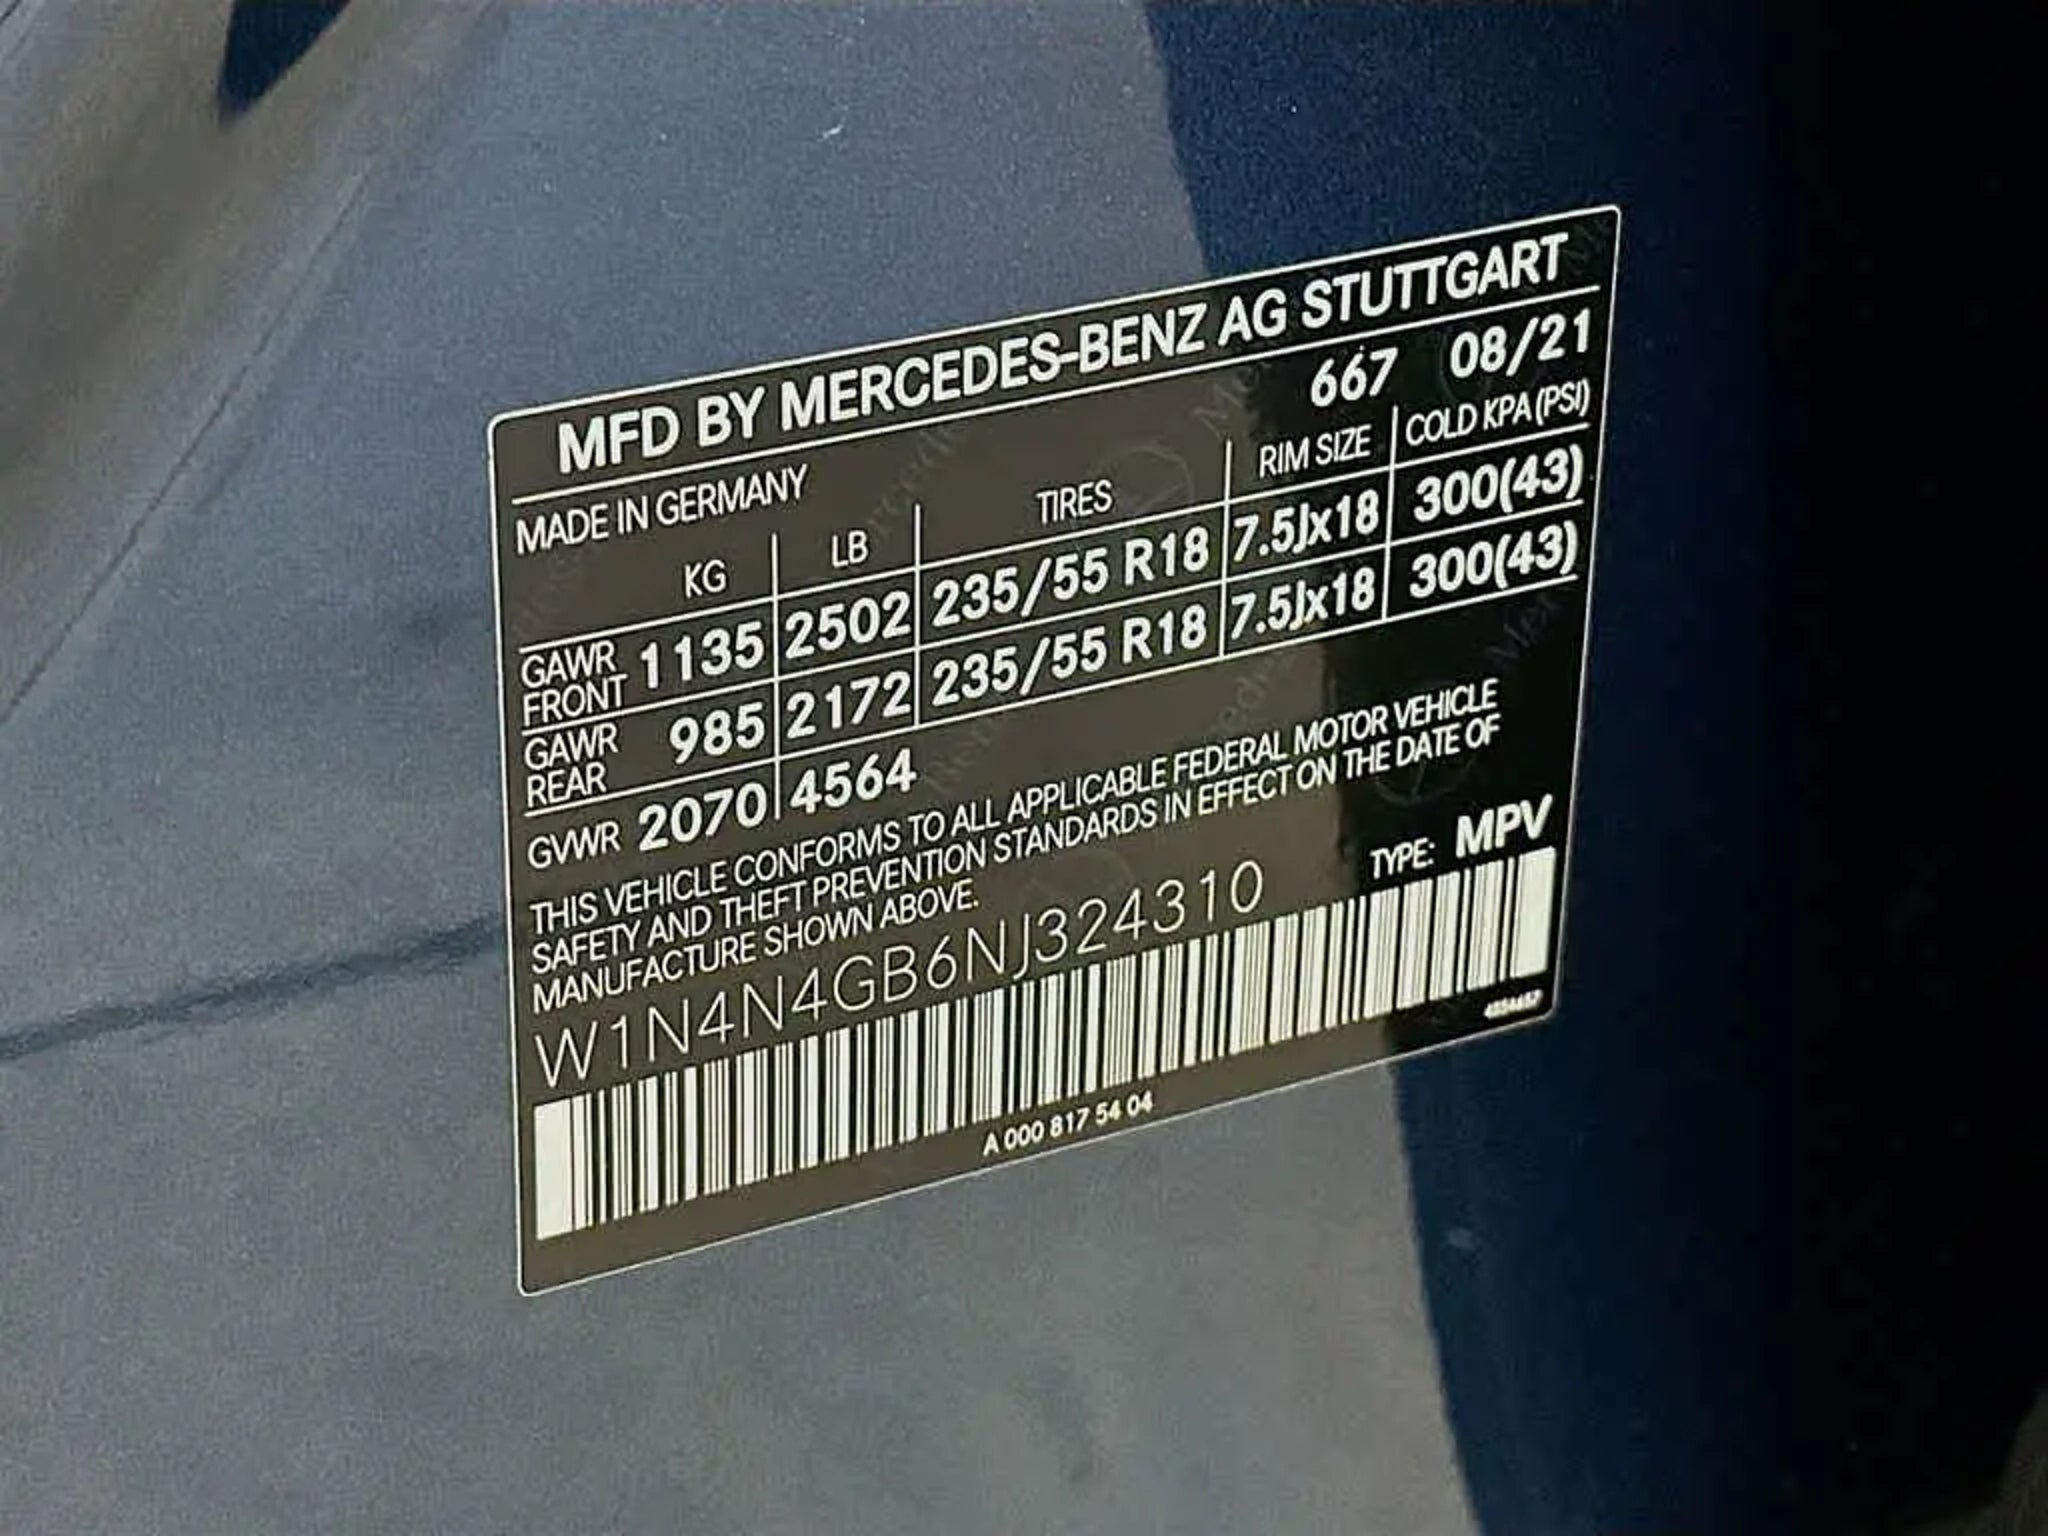 MFD BY MERCEDES-BENZ AG STUTTGART
MADE IN GERMANY 667 08/21
KG LB TIRES RIM SIZE COLD KPA (PSI)
GAWR FRONT 1135 2502 235/55 R18 7.5Jx18 300(43)
GAWR REAR 985 2172 235/55 R18 7.5Jx18 300(43)
GVWR 2070 4564
THIS VEHICLE CONFORMS TO ALL APPLICABLE FEDERAL MOTOR VEHICLE
SAFETY AND THEFT PREVENTION STANDARDS IN EFFECT ON THE DATE OF
MANUFACTURE SHOWN ABOVE.
TYPE: MPV
W1N4N4GB6NJ324310
A 000 817 54 04